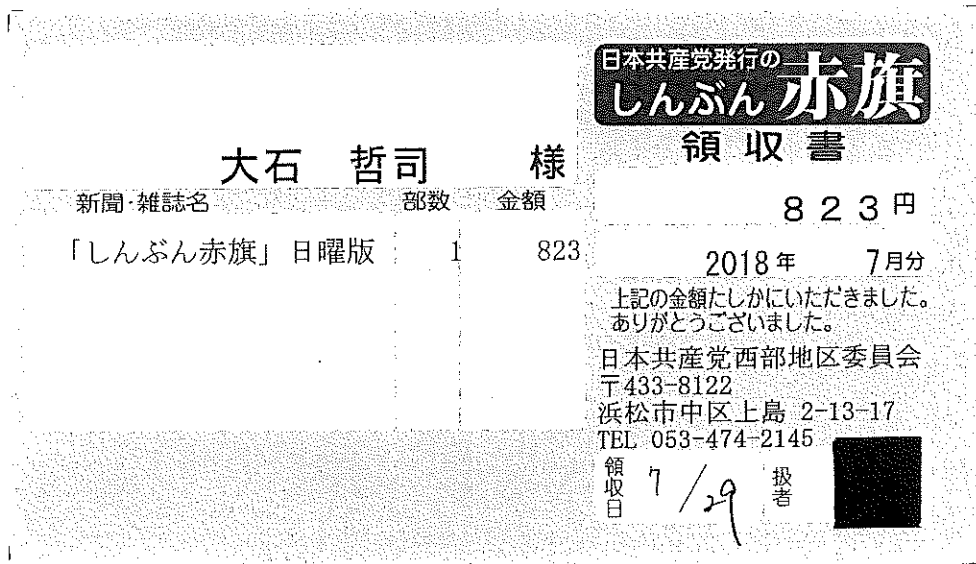 大石 哲司 様
新聞・雑誌名 部数 金額
「しんぶん赤旗」日曜版 1 823
日本共産党発行の
しんぶん赤旗
領収書
823円
2018年 7月分
上記の金額たしかにいただきました。
ありがとうございました。
日本共産党西部地区委員会
〒433-8122
浜松市中区上島 2-13-17
TEL 053-474-2145
領収日 7/29 扱者